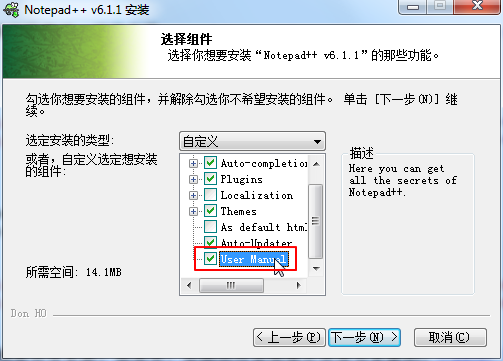 Notepad++ v6.1.1 安装
选择组件
选择你想要安装“Notepad++ v6.1.1”的那些功能。
勾选你想要安装的组件，并解除勾选你不希望安装的组件。 单击 [下一步(N)] 继
续。
选定安装的类型:
自定义
或者，自定义选定想安装
的组件:
Auto-completion
Plugins
Localization
Themes
As default html
Auto-Updater
User Manual
描述
Here you can get
all the secrets of
Notepad++.
所需空间: 14.1MB
Don HO
< 上一步(P)
下一步(N) >
取消(C)